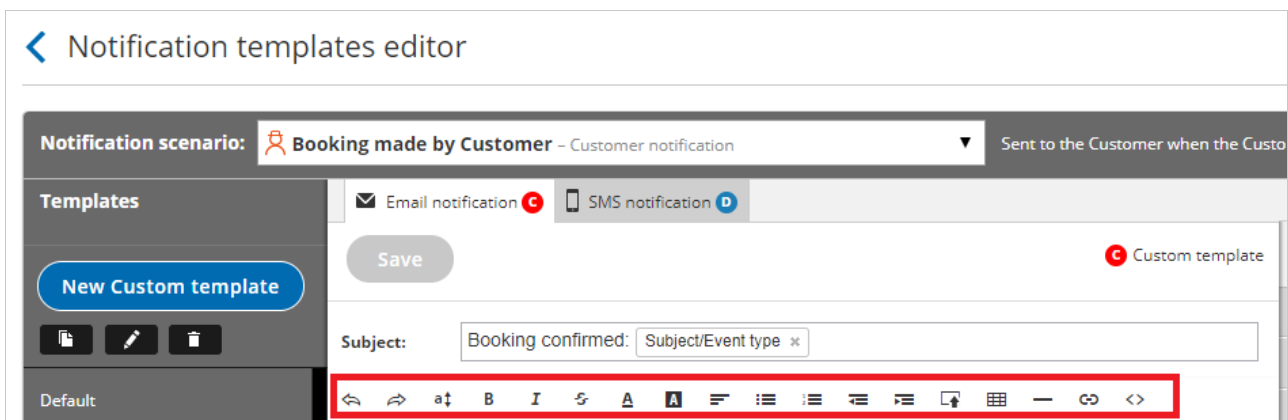 Notification templates editor
Notification scenario: Booking made by Customer – Customer notification Sent to the Customer when the Custo
Templates Email notification C SMS notification D
Save C Custom template
New Custom template
Subject: Booking confirmed: Subject/Event type ×
Default a B I S A A